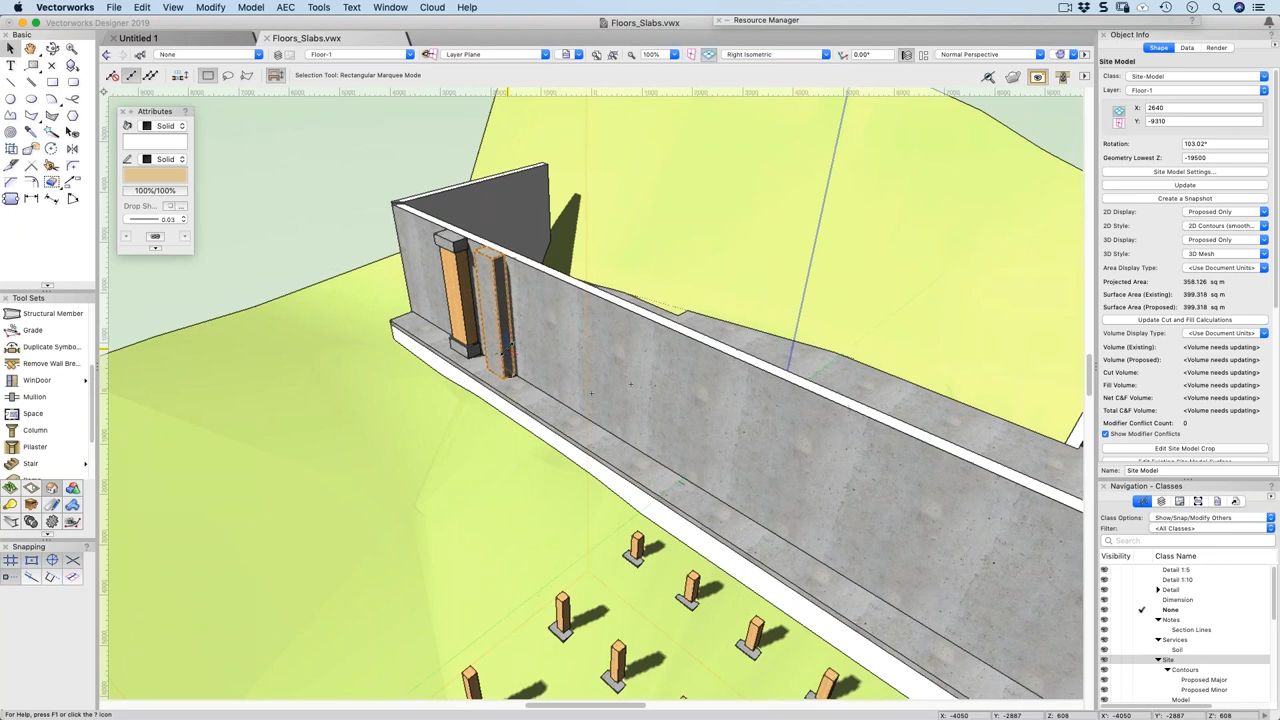 Vectorworks File Edit View Modify Model AEC Tools Text Window Cloud Help
Vectorworks Designer 2019
Floors_Slabs.vwx
Resource Manager
Untitled 1
Floors_Slabs.vwx
Basic
None
Floor-1
Layer Plane
100%
Right Isometric
0.00°
Normal Perspective
Selection Tool: Rectangular Marquee Mode
Attributes
Solid
Solid
100%/100%
Drop Sh...
0.03
Tool Sets
Structural Member
Grade
Duplicate Symbo...
Remove Wall Bre...
WinDoor
Mullion
Space
Column
Pilaster
Stair
Snapping
For Help, press F1 or click the ? icon
Object Info
Shape Data Render
Site Model
Class: Site-Model
Layer: Floor-1
X: 2640
Y: -9310
Rotation: 103.02°
Geometry Lowest Z: -19500
Site Model Settings...
Update
Create a Snapshot
2D Display: Proposed Only
2D Style: 2D Contours (smooth...
3D Display: Proposed Only
3D Style: 3D Mesh
Area Display Type: <Use Document Units>
Projected Area: 358.126 sq m
Surface Area (Existing): 399.318 sq m
Surface Area (Proposed): 399.318 sq m
Update Cut and Fill Calculations
Volume Display Type: <Use Document Units>
Volume (Existing): <Volume needs updating>
Volume (Proposed): <Volume needs updating>
Cut Volume: <Volume needs updating>
Fill Volume: <Volume needs updating>
Net C&F Volume: <Volume needs updating>
Total C&F Volume: <Volume needs updating>
Modifier Conflict Count: 0
Show Modifier Conflicts
Edit Site Model Crop
Name: Site Model
Navigation - Classes
Class Options: Show/Snap/Modify Others
Filter: <All Classes>
Search
Visibility Class Name
Detail 1:5
Detail 1:10
Detail
Dimension
None
Notes
Section Lines
Services
Soil
Site
Contours
Proposed Major
Proposed Minor
Model
X: -4050 Y: -2887 Z: 608
X': -4050 Y': -2887 Z': 608